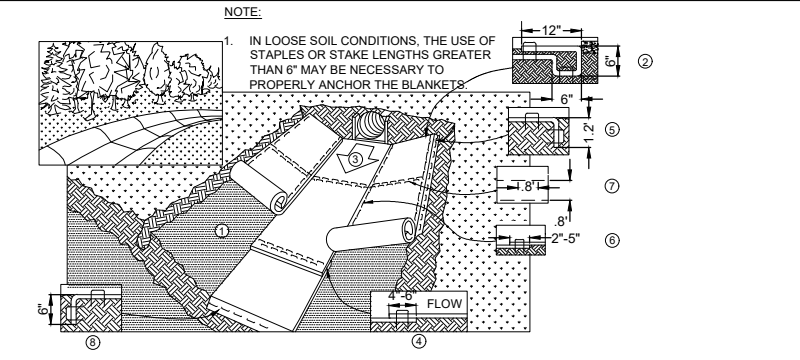 NOTE:
1. IN LOOSE SOIL CONDITIONS, THE USE OF
STAPLES OR STAKE LENGTHS GREATER
THAN 6" MAY BE NECESSARY TO
PROPERLY ANCHOR THE BLANKETS.
12"
6"
2
6"
1.2'
5
3
.8'
7
.8'
1
2"-5"
6
6"
4"-6"
FLOW
8
4